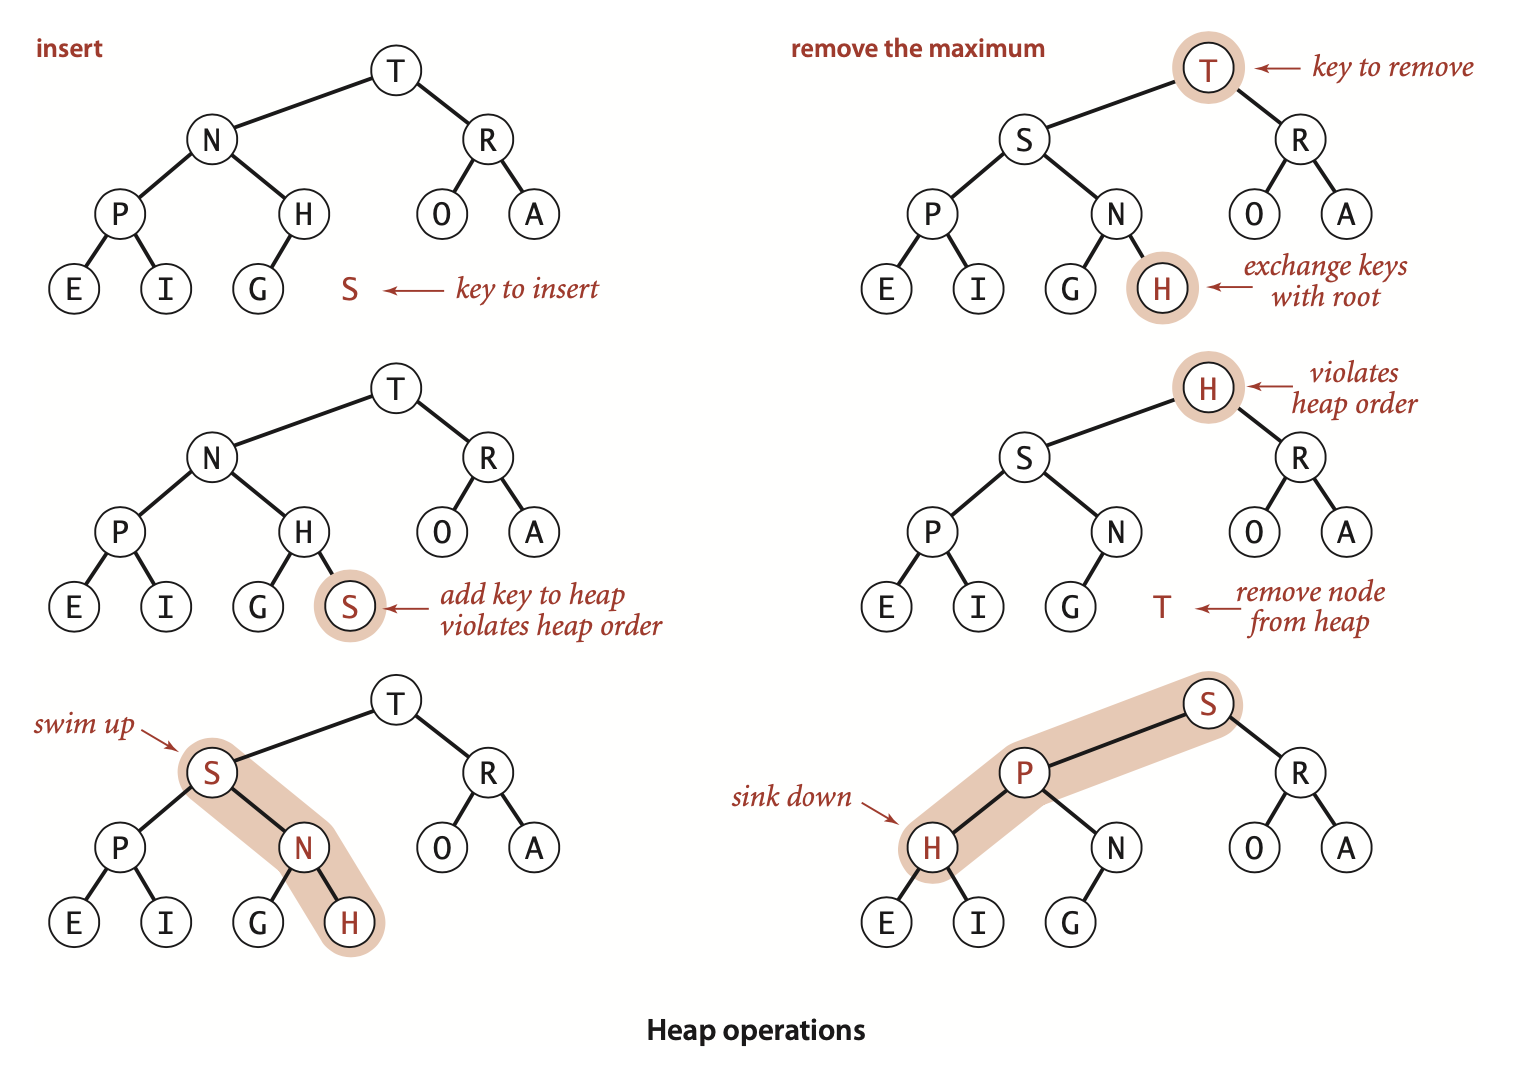 insert
T
N R
P H O A
E I G S key to insert
T
N R
P H O A
E I G S add key to heap
violates heap order
swim up
T
S R
P N O A
E I G H
remove the maximum
T key to remove
S R
P N O A
E I G H exchange keys
with root
H violates
heap order
S R
P N O A
E I G T remove node
from heap
S
P R
sink down
H N O A
E I G
Heap operations